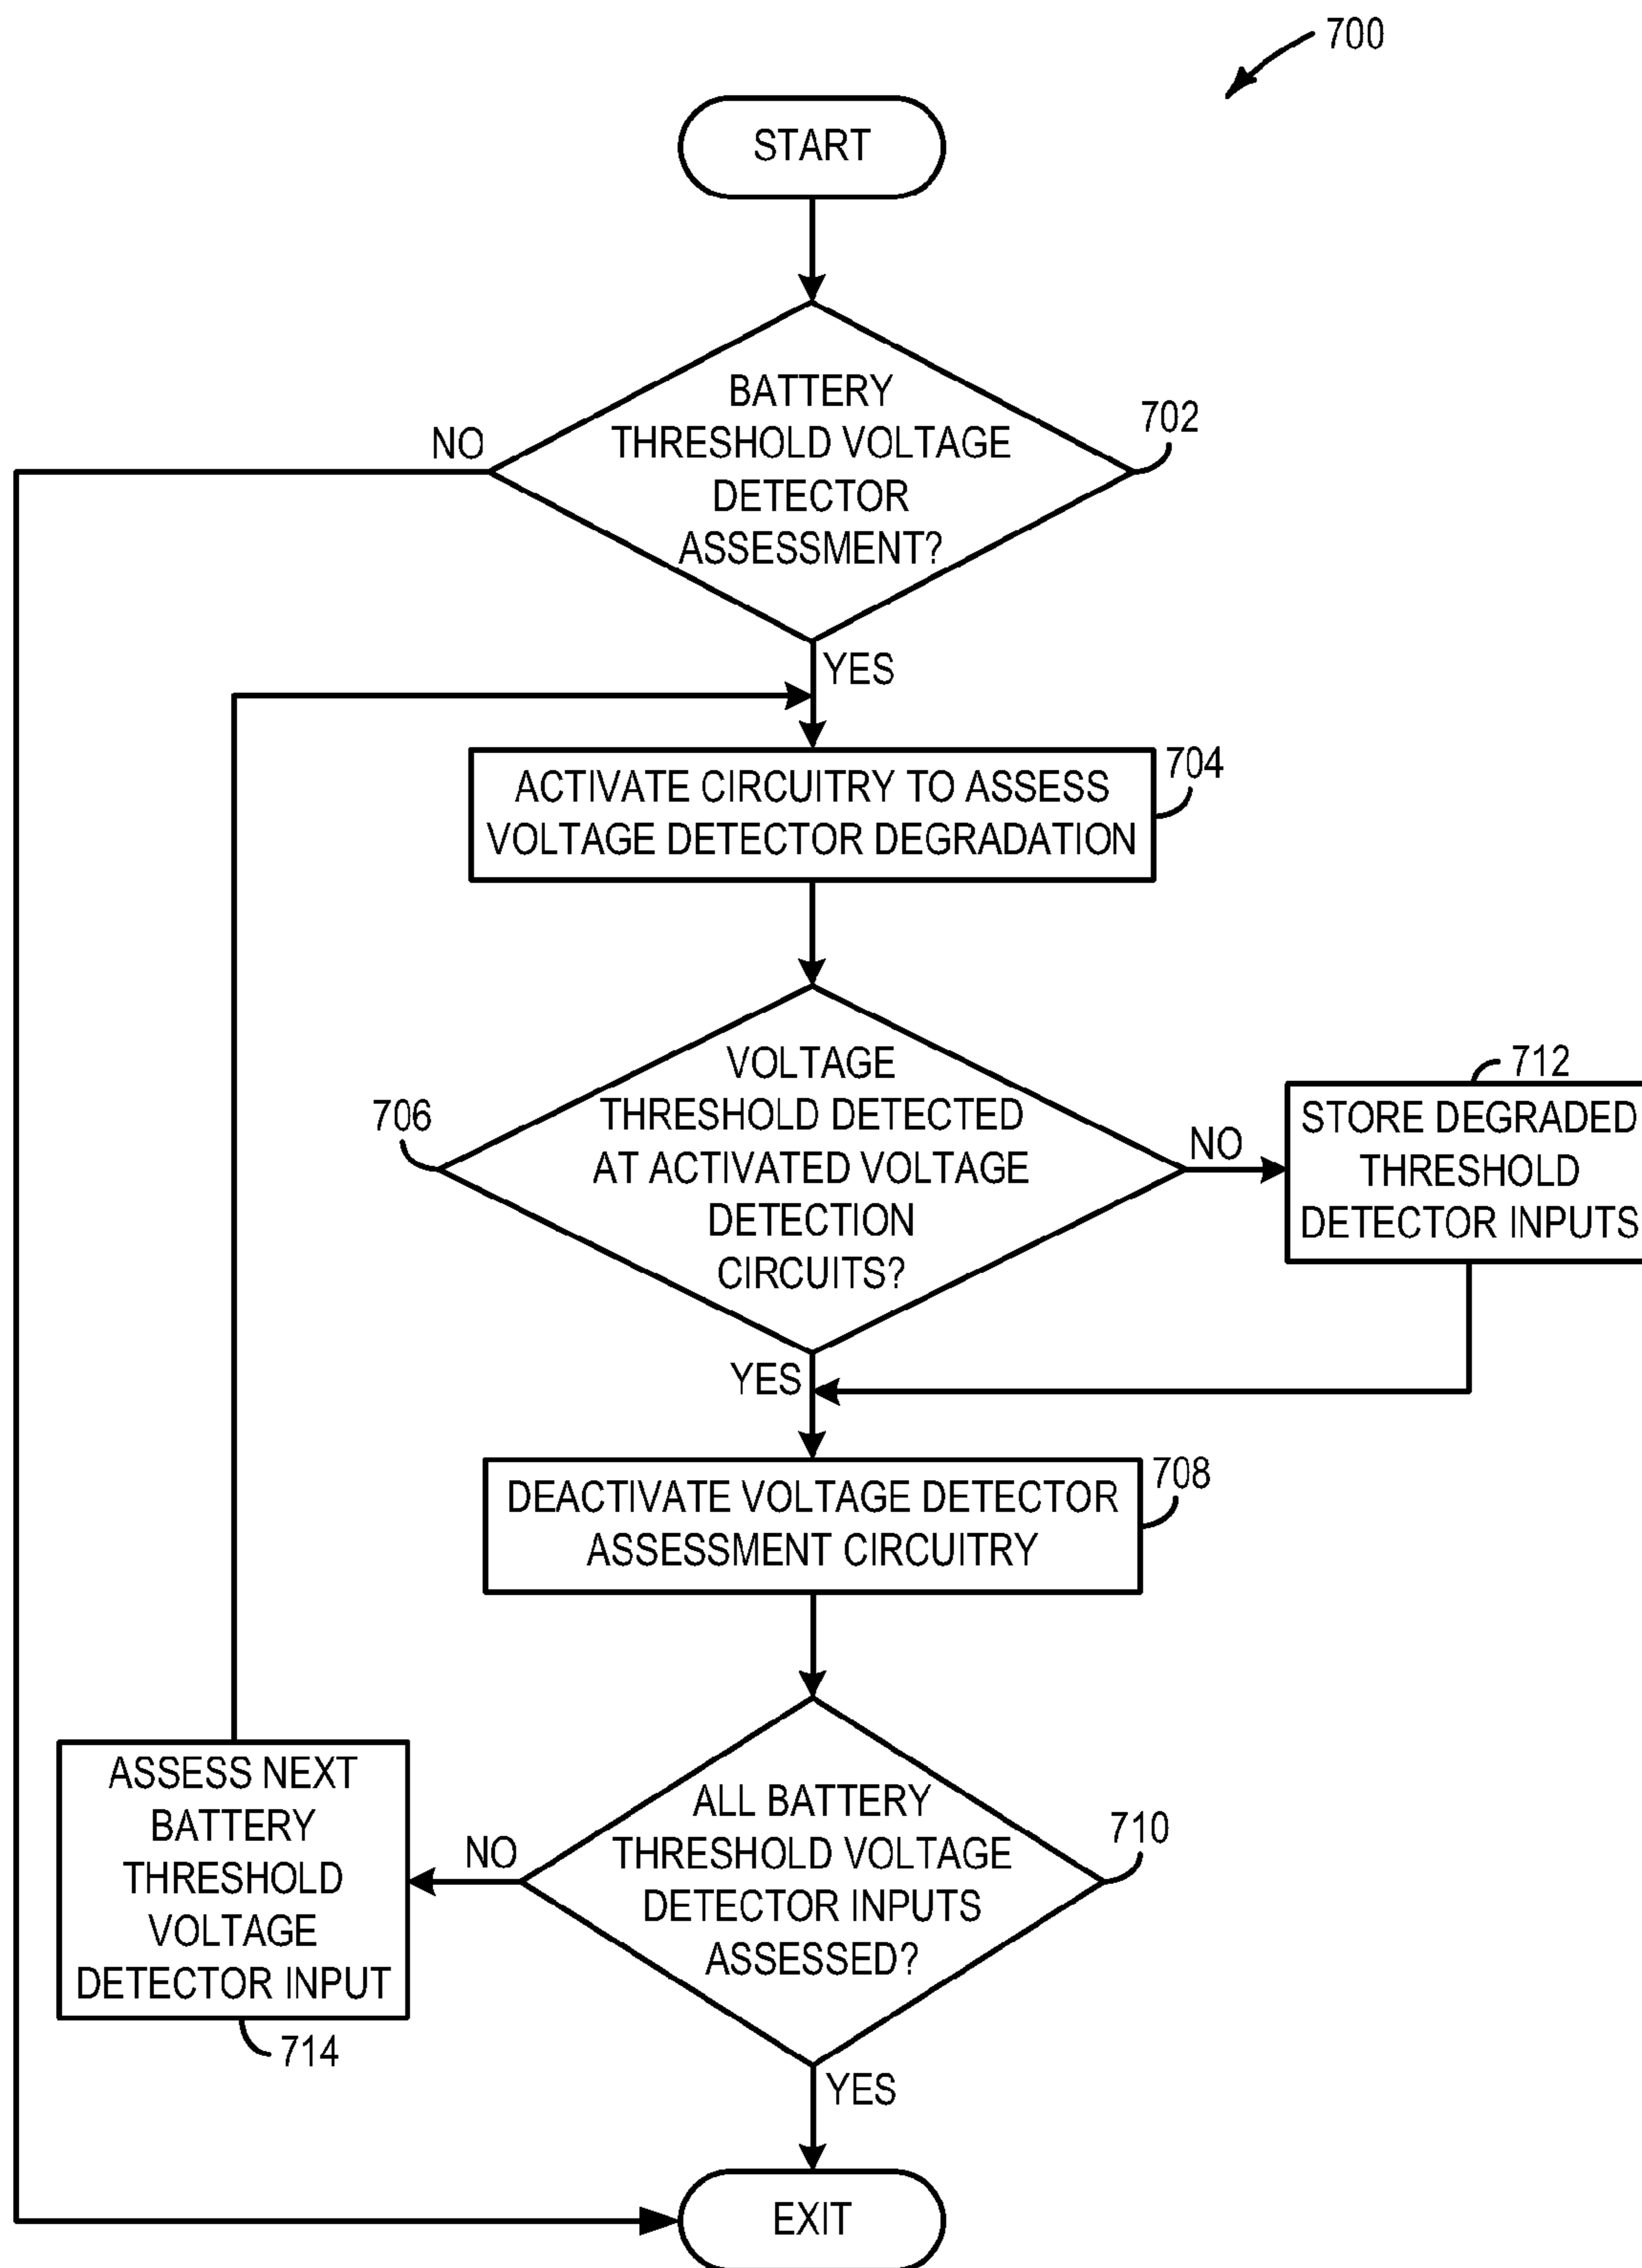 700
START
BATTERY
THRESHOLD VOLTAGE
DETECTOR
ASSESSMENT?
702
NO
YES
704
ACTIVATE CIRCUITRY TO ASSESS
VOLTAGE DETECTOR DEGRADATION
706
VOLTAGE
THRESHOLD DETECTED
AT ACTIVATED VOLTAGE
DETECTION
CIRCUITS?
NO
712
STORE DEGRADED
THRESHOLD
DETECTOR INPUTS
YES
708
DEACTIVATE VOLTAGE DETECTOR
ASSESSMENT CIRCUITRY
ALL BATTERY
THRESHOLD VOLTAGE
DETECTOR INPUTS
ASSESSED?
710
NO
ASSESS NEXT
BATTERY
THRESHOLD
VOLTAGE
DETECTOR INPUT
714
YES
EXIT